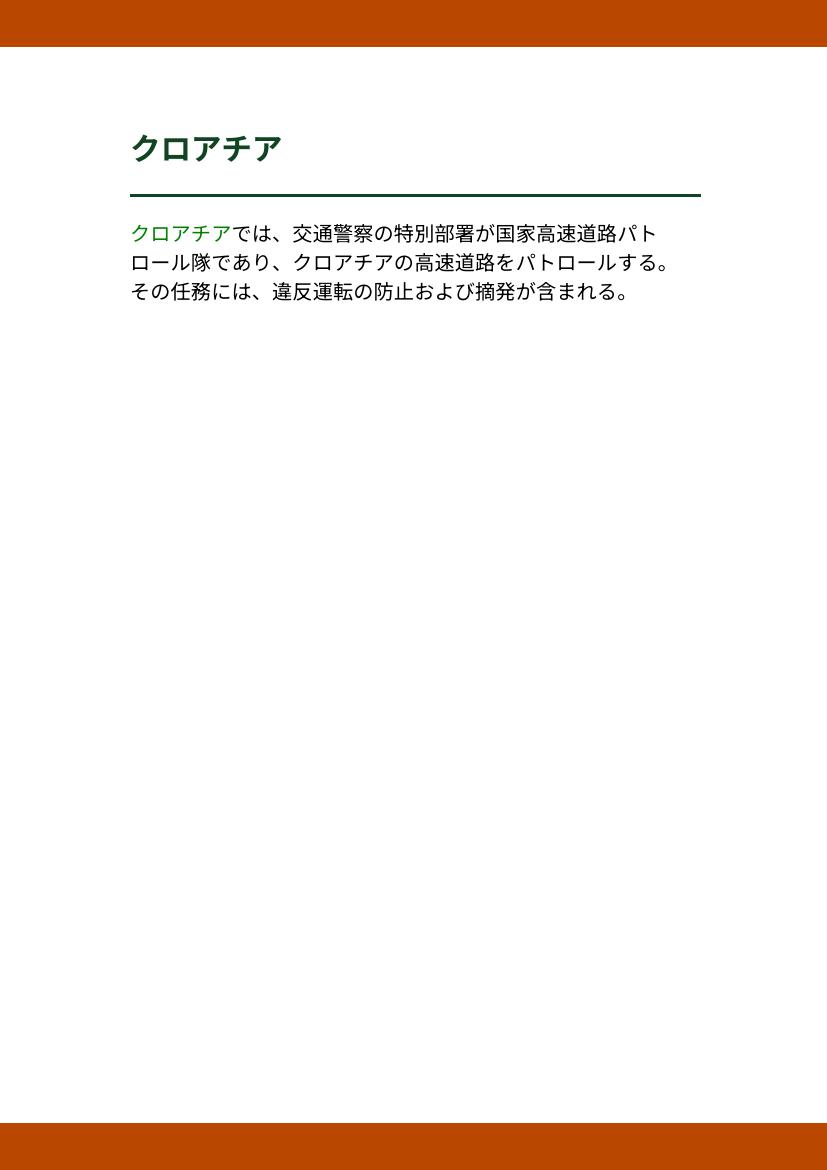 クロアチア
クロアチアでは、交通警察の特別部署が国家高速道路パト
ロール隊であり、クロアチアの高速道路をパトロールする。
その任務には、違反運転の防止および摘発が含まれる。